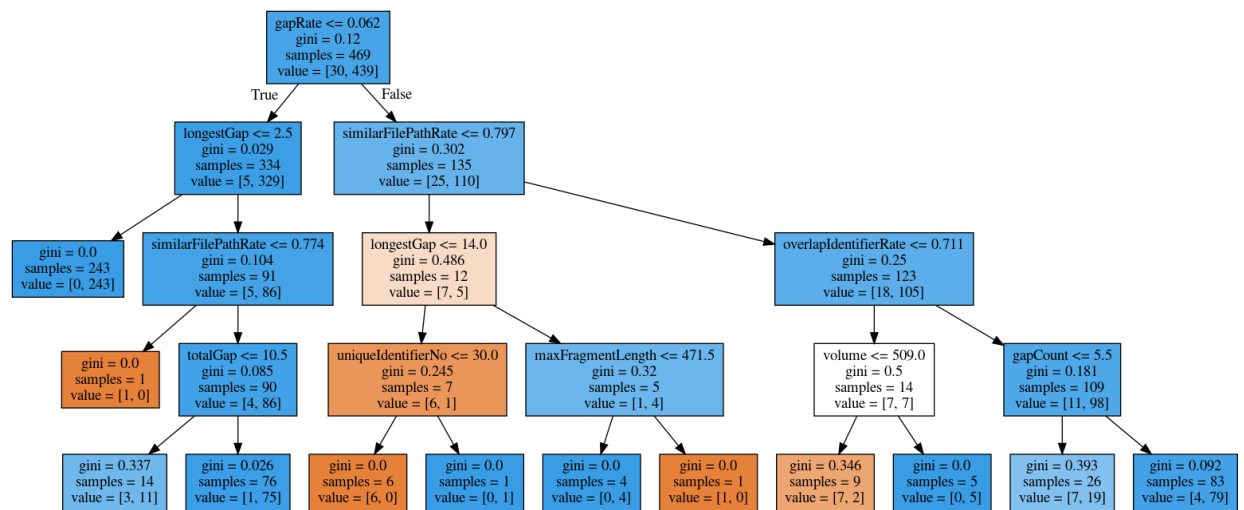 gapRate <= 0.062
gini = 0.12
samples = 469
value = [30, 439]
True
False
longestGap <= 2.5
gini = 0.029
samples = 334
value = [5, 329]
similarFilePathRate <= 0.797
gini = 0.302
samples = 135
value = [25, 110]
gini = 0.0
samples = 243
value = [0, 243]
similarFilePathRate <= 0.774
gini = 0.104
samples = 91
value = [5, 86]
longestGap <= 14.0
gini = 0.486
samples = 12
value = [7, 5]
overlapIdentifierRate <= 0.711
gini = 0.25
samples = 123
value = [18, 105]
gini = 0.0
samples = 1
value = [1, 0]
totalGap <= 10.5
gini = 0.085
samples = 90
value = [4, 86]
uniqueIdentifierNo <= 30.0
gini = 0.245
samples = 7
value = [6, 1]
maxFragmentLength <= 471.5
gini = 0.32
samples = 5
value = [1, 4]
volume <= 509.0
gini = 0.5
samples = 14
value = [7, 7]
gapCount <= 5.5
gini = 0.181
samples = 109
value = [11, 98]
gini = 0.337
samples = 14
value = [3, 11]
gini = 0.026
samples = 76
value = [1, 75]
gini = 0.0
samples = 6
value = [6, 0]
gini = 0.0
samples = 1
value = [0, 1]
gini = 0.0
samples = 4
value = [0, 4]
gini = 0.0
samples = 1
value = [1, 0]
gini = 0.346
samples = 9
value = [7, 2]
gini = 0.0
samples = 5
value = [0, 5]
gini = 0.393
samples = 26
value = [7, 19]
gini = 0.092
samples = 83
value = [4, 79]